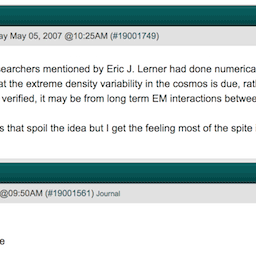 ay May 05, 2007 @10:25AM (#19001749)
searchers mentioned by Eric J. Lerner had done numerica
at the extreme density variability in the cosmos is due, rat
verified, it may be from long term EM interactions betwee
s that spoil the idea but I get the feeling most of the spite i
@09:50AM (#19001561) Journal
e